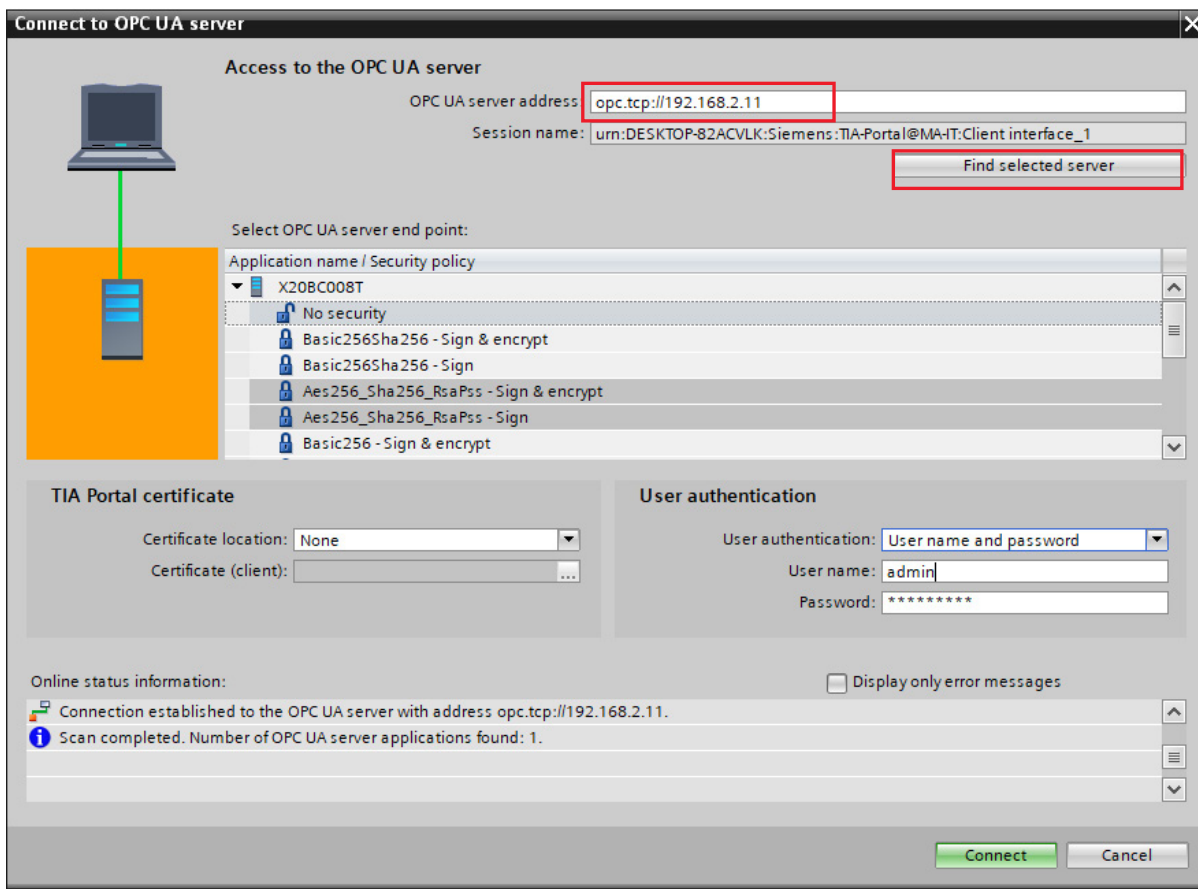 Connect to OPC UA server
Access to the OPC UA server
OPC UA server address: opc.tcp://192.168.2.11
Session name: urn:DESKTOP-82ACVLK:Siemens:TIA-Portal@MA-IT:Client interface_1
Find selected server
Select OPC UA server end point:
Application name / Security policy
X20BC008T
No security
Basic256Sha256 - Sign & encrypt
Basic256Sha256 - Sign
Aes256_Sha256_RsaPss - Sign & encrypt
Aes256_Sha256_RsaPss - Sign
Basic256 - Sign & encrypt
TIA Portal certificate
Certificate location: None
Certificate (client): ...
User authentication
User authentication: User name and password
User name: admin
Password: *********
Online status information:
Display only error messages
Connection established to the OPC UA server with address opc.tcp://192.168.2.11.
Scan completed. Number of OPC UA server applications found: 1.
Connect
Cancel